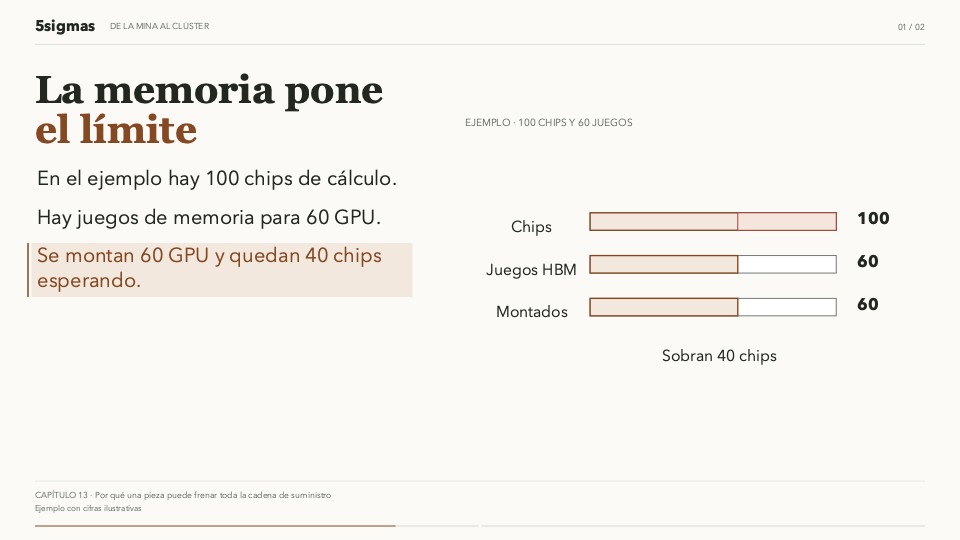 5sigmas
DE LA MINA AL CLÚSTER
01 / 02
La memoria pone
el límite
En el ejemplo hay 100 chips de cálculo.
Hay juegos de memoria para 60 GPU.
Se montan 60 GPU y quedan 40 chips
esperando.
EJEMPLO · 100 CHIPS Y 60 JUEGOS
Chips
100
Juegos HBM
60
Montados
60
Sobran 40 chips
CAPÍTULO 13 · Por qué una pieza puede frenar toda la cadena de suministro
Ejemplo con cifras ilustrativas